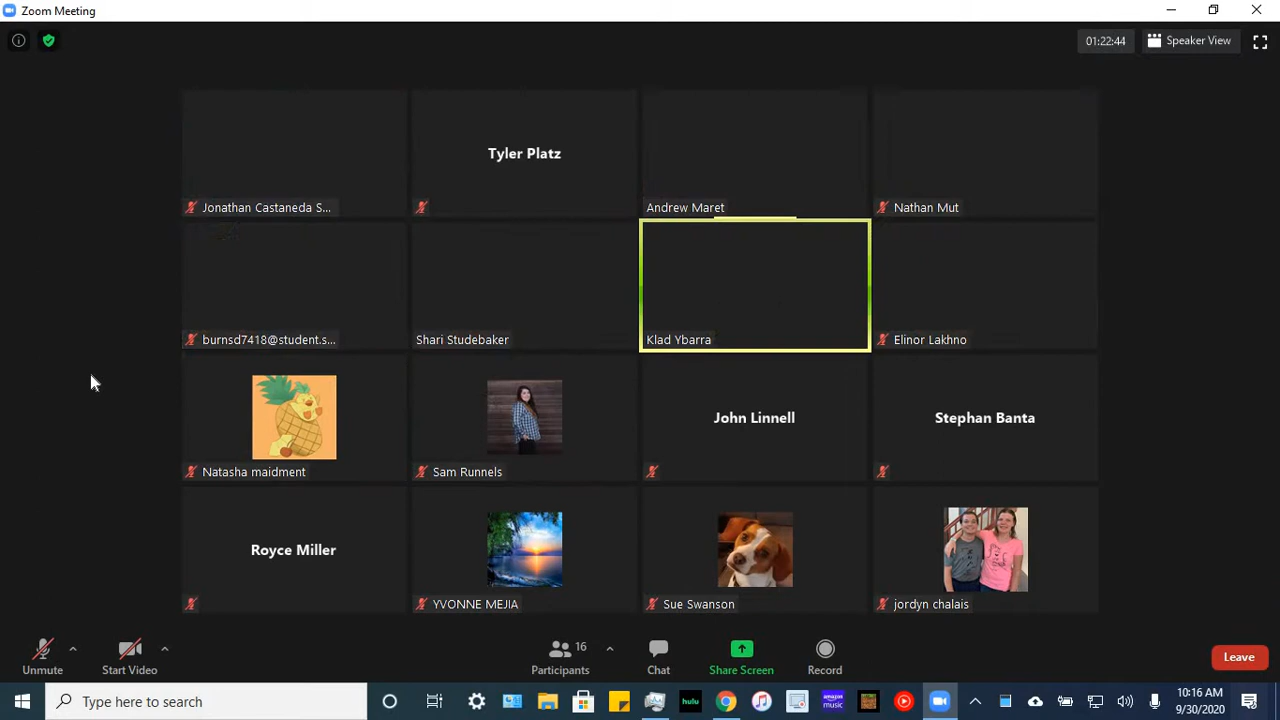 Zoom Meeting
01:22:44
Speaker View
Jonathan Castaneda S...
Tyler Platz
Andrew Maret
Nathan Mut
burnsd7418@student.s...
Shari Studebaker
Klad Ybarra
Elinor Lakhno
Natasha maidment
Sam Runnels
John Linnell
Stephan Banta
Royce Miller
YVONNE MEJIA
Sue Swanson
jordyn chalais
Unmute
Start Video
16
Participants
Chat
Share Screen
Record
Leave
Type here to search
hulu
amazon
music
10:16 AM
9/30/2020